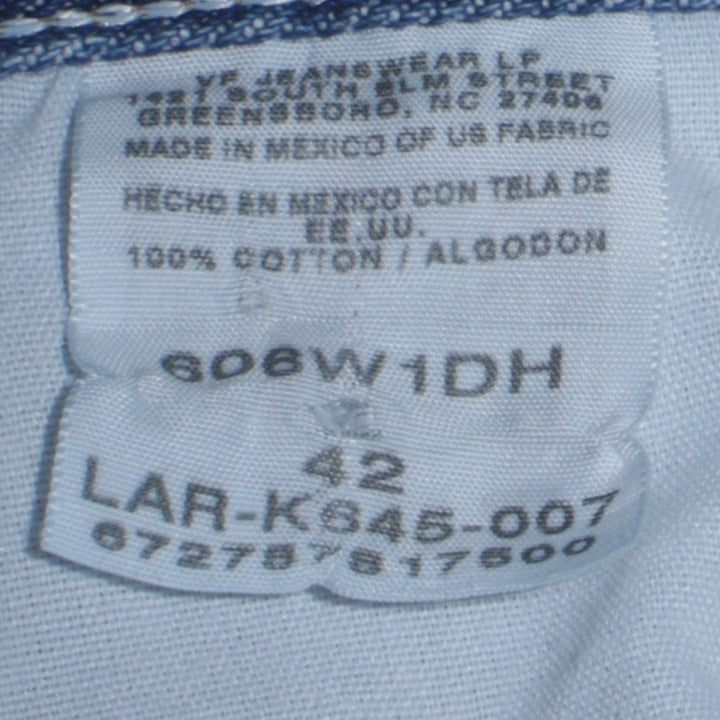 VF JEANSWEAR LP
1421 SOUTH ELM STREET
GREENSBORO, NC 27406
MADE IN MEXICO OF US FABRIC
HECHO EN MEXICO CON TELA DE
EE.UU.
100% COTTON / ALGODON
606W1DH
42
LAR-K645-007